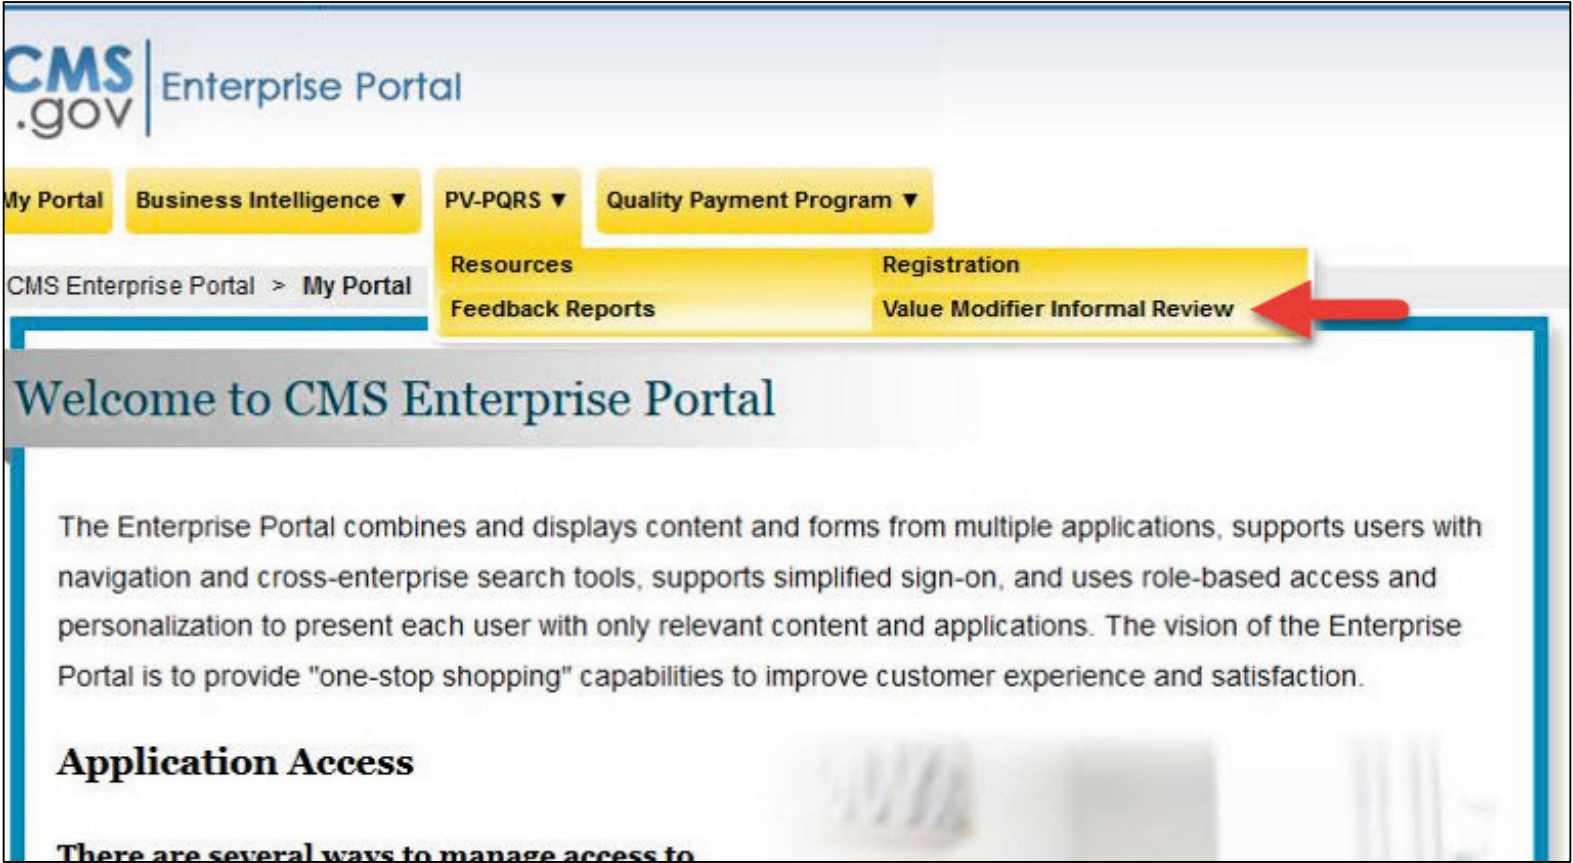 CMS
.gov
Enterprise Portal
My Portal
Business Intelligence ▼
PV-PQRS ▼
Quality Payment Program ▼
Resources
Registration
Feedback Reports
Value Modifier Informal Review
CMS Enterprise Portal > My Portal
Welcome to CMS Enterprise Portal
The Enterprise Portal combines and displays content and forms from multiple applications, supports users with
navigation and cross-enterprise search tools, supports simplified sign-on, and uses role-based access and
personalization to present each user with only relevant content and applications. The vision of the Enterprise
Portal is to provide "one-stop shopping" capabilities to improve customer experience and satisfaction.
Application Access
There are several ways to manage access to